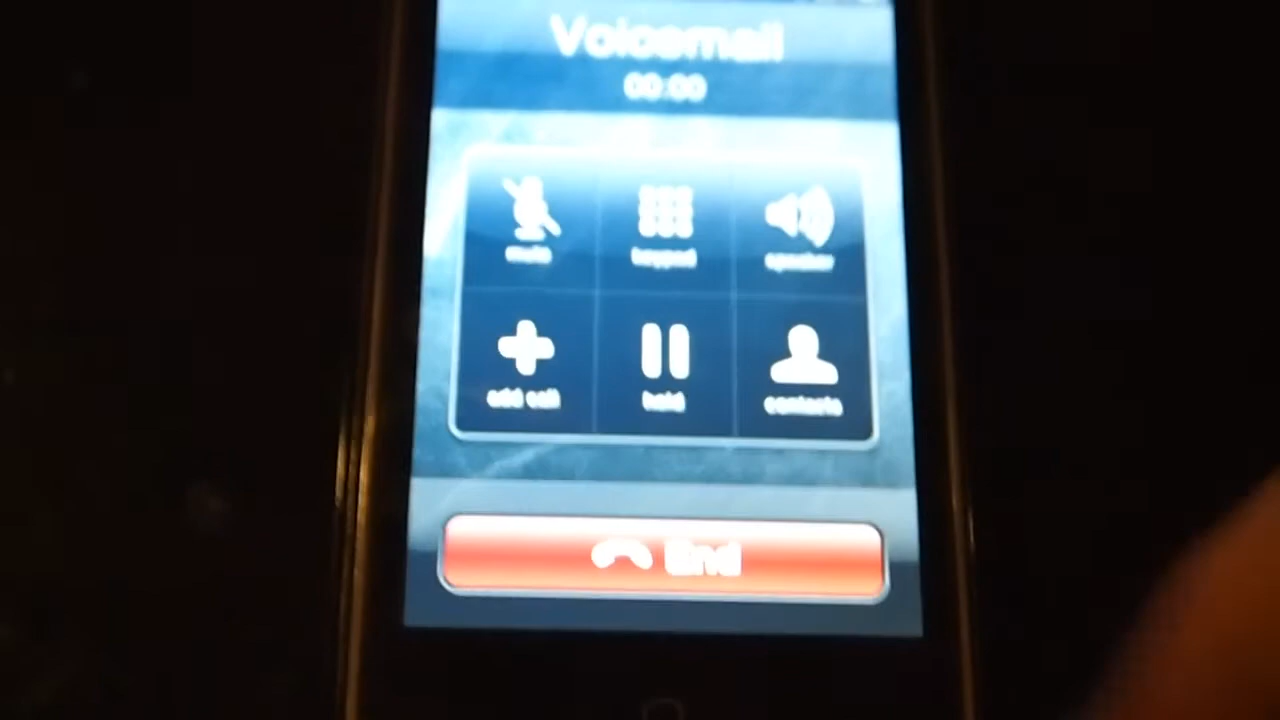 Voicemail
00:00
mute keypad speaker
add call hold contacts
End